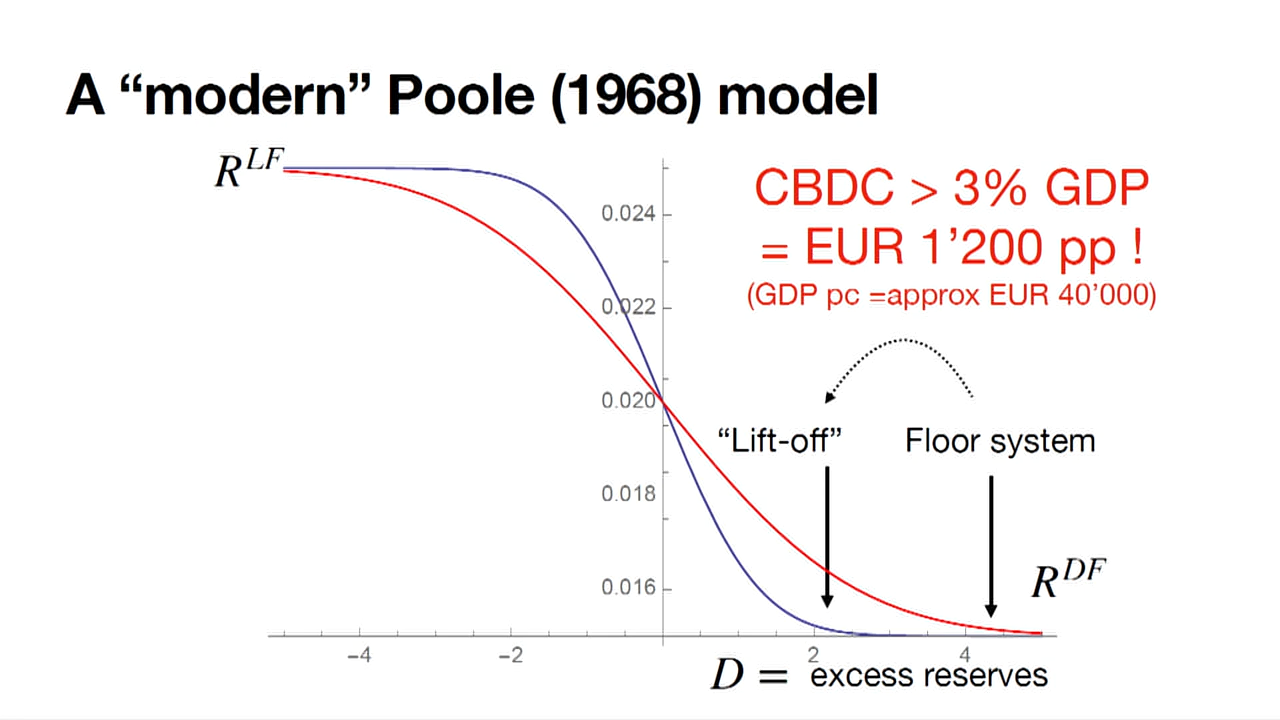 A “modern” Poole (1968) model
R^{LF}
CBDC > 3% GDP
= EUR 1’200 pp !
(GDP pc =approx EUR 40’000)
0.024
0.022
0.020
“Lift-off”
Floor system
0.018
0.016
R^{DF}
−4
−2
2
4
D = excess reserves